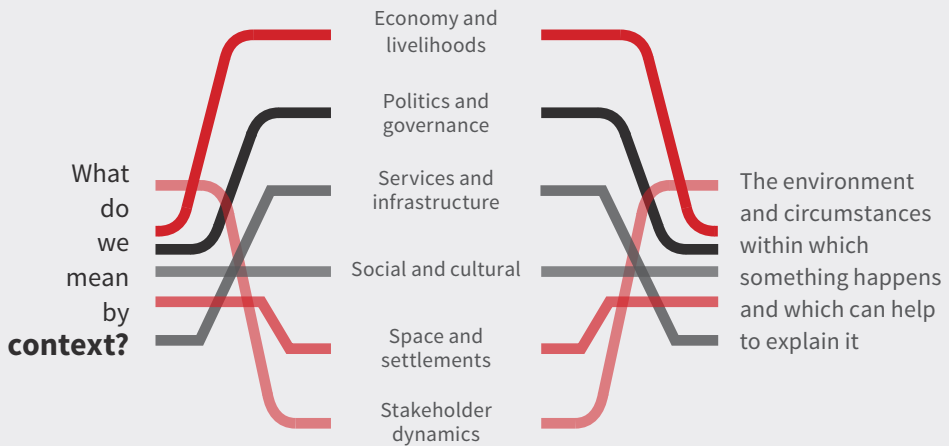 What
do
we
mean
by
context?
Economy and
livelihoods
Politics and
governance
Services and
infrastructure
Social and cultural
Space and
settlements
Stakeholder
dynamics
The environment
and circumstances
within which
something happens
and which can help
to explain it